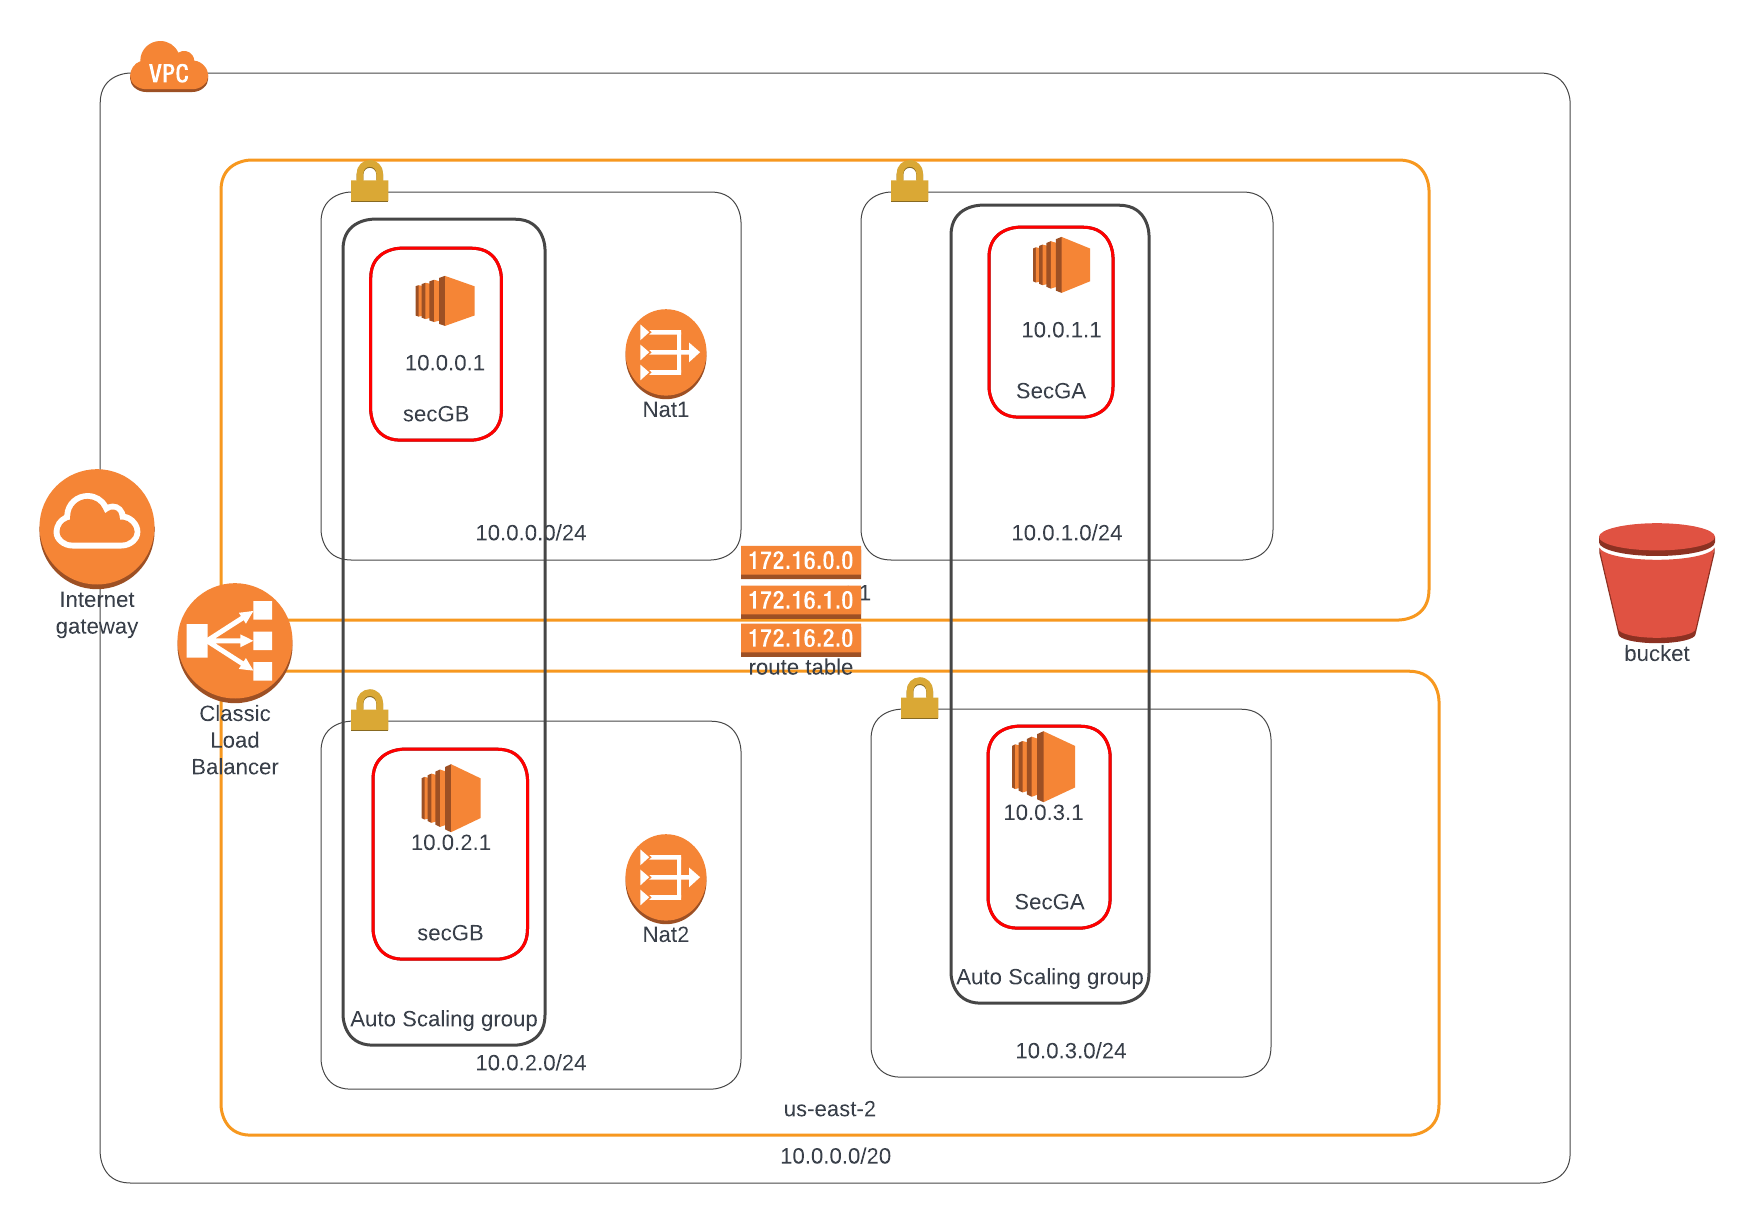 VPC
10.0.0.1
secGB
Nat1
10.0.0.0/24
10.0.1.1
SecGA
10.0.1.0/24
172.16.0.0
172.16.1.0
1
172.16.2.0
route table
Internet
gateway
Classic
Load
Balancer
bucket
10.0.2.1
secGB
Nat2
Auto Scaling group
10.0.2.0/24
10.0.3.1
SecGA
Auto Scaling group
10.0.3.0/24
us-east-2
10.0.0.0/20